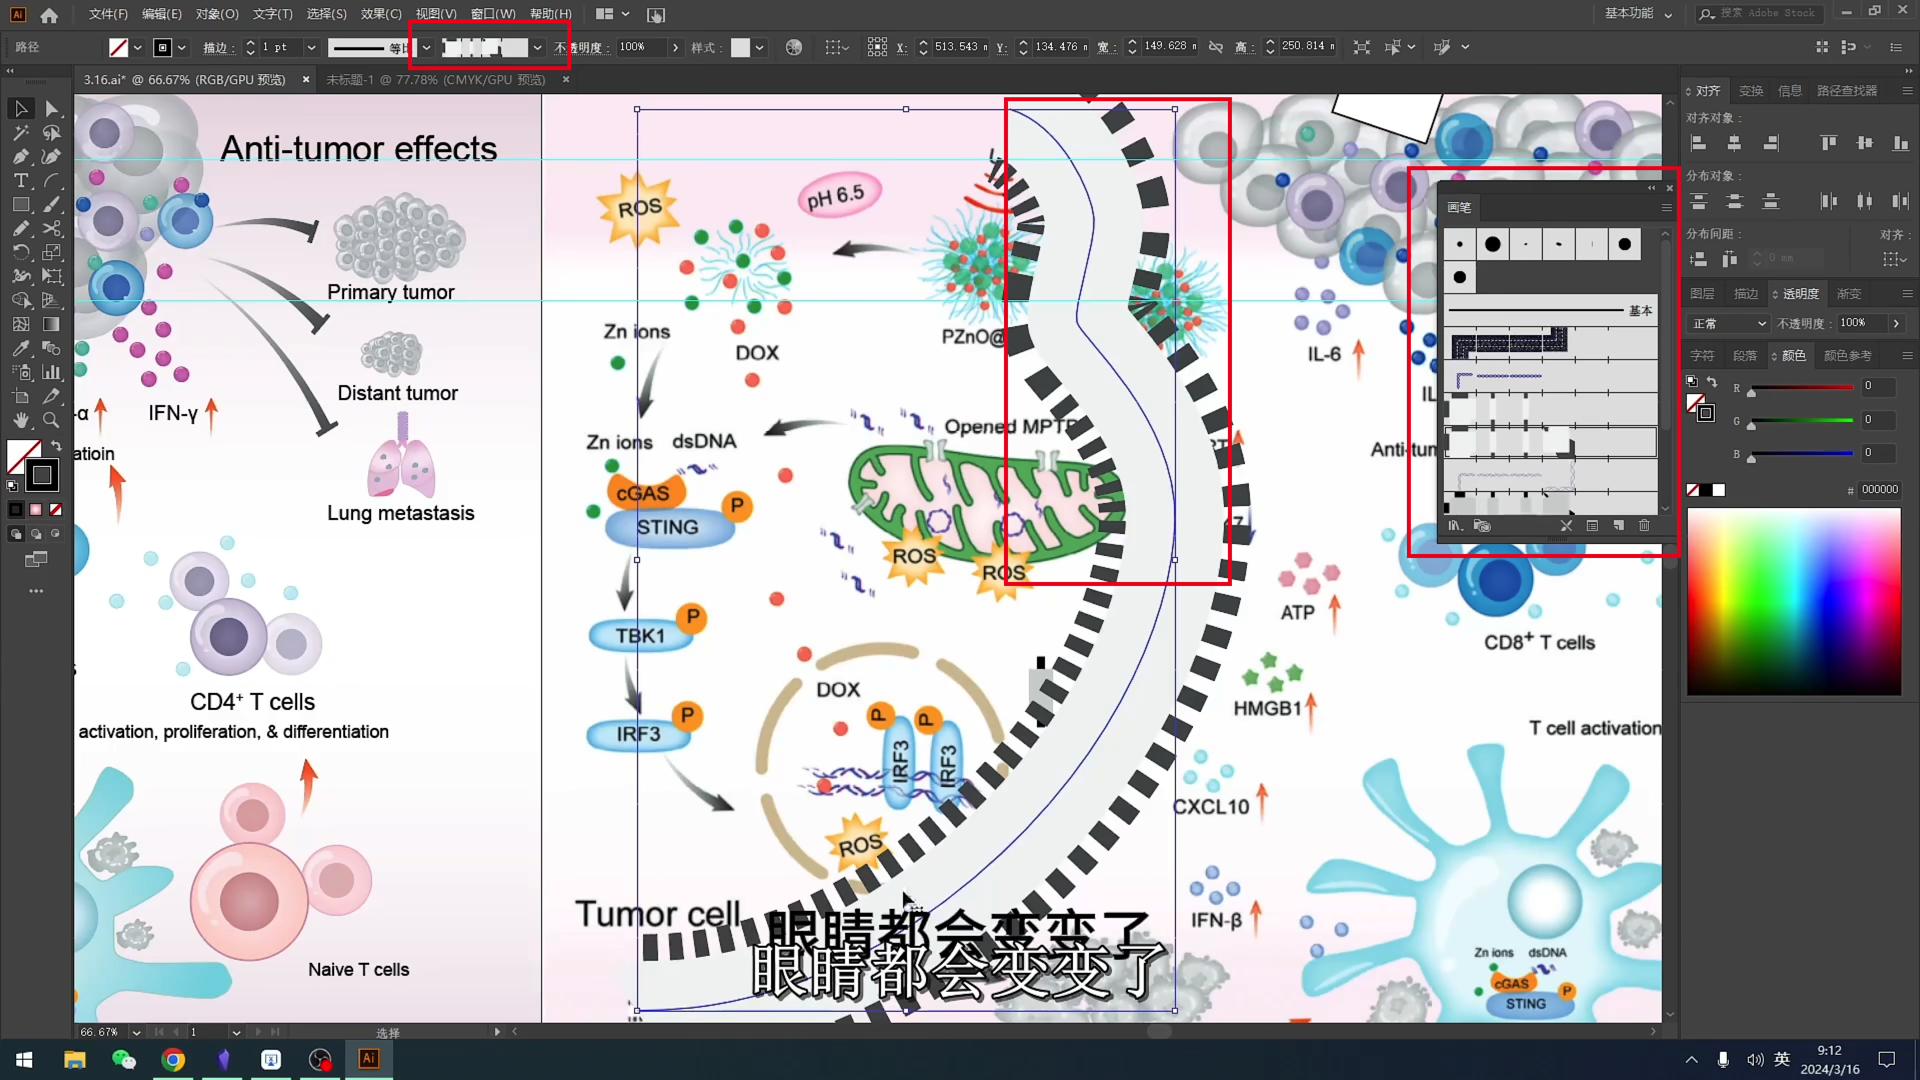 Ai 文件(F) 编辑(E) 对象(O) 文字(T) 选择(S) 效果(C) 视图(V) 窗口(W) 帮助(H) 基本功能 搜索 Adobe Stock
路径 描边: 1 pt 等比 不透明度: 100% 样式: X: 513.543 m Y: 134.476 m 宽: 149.628 m 高: 250.814 m
3.16.ai* @ 66.67% (RGB/GPU 预览) × 未标题-1 @ 77.78% (CMYK/GPU 预览) ×
对齐 变换 信息 路径查找器
对齐对象:
分布对象:
分布间距: 对齐:
0 mm
图层 描边 透明度 渐变
正常 不透明度: 100%
字符 段落 颜色 颜色参考
R 0
G 0
B 0
# 000000
画笔
基本
Anti-tumor effects
Primary tumor
Distant tumor
Lung metastasis
-α IFN-γ
atioin
CD4⁺ T cells
activation, proliferation, & differentiation
Naive T cells
ROS
pH 6.5
PZnO@
Zn ions
DOX
Zn ions dsDNA
Opened MPTP
cGAS
P
STING
ROS
ROS
TBK1
P
DOX
IRF3
P
P
P
IRF3
IRF3
ROS
Tumor cell
IL-6
IL
Anti-tum
ATP
HMGB1
CXCL10
IFN-β
CD8⁺ T cells
T cell activation
Zn ions dsDNA
cGAS
P
STING
眼睛都会变变了
眼睛都会变变了
66.67% 1 选择
Ai 英 9:12
2024/3/16